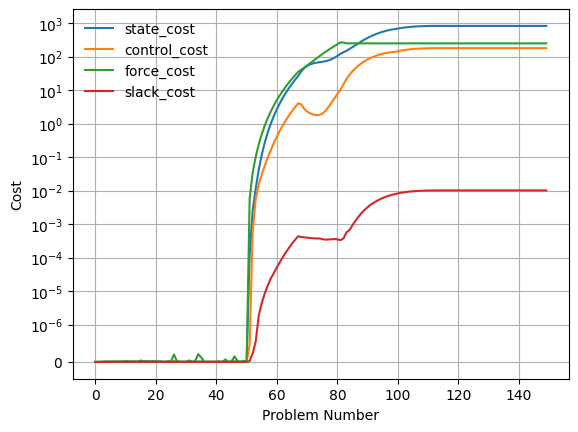 state_cost
control_cost
force_cost
slack_cost
Cost
10³
10²
10¹
10⁰
10⁻¹
10⁻²
10⁻³
10⁻⁴
10⁻⁵
10⁻⁶
0
0 20 40 60 80 100 120 140
Problem Number